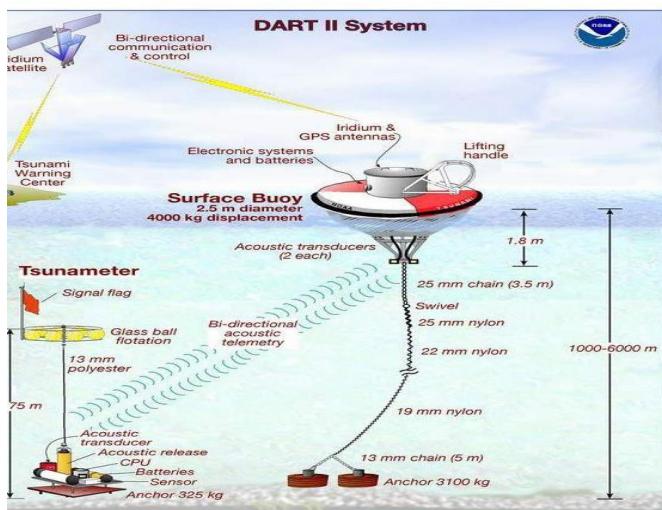 DART II System
noaa
Bi-directional
communication
& control
idium
atellite
Iridium &
GPS antennas
Electronic systems
and batteries
Lifting
handle
Tsunami
Warning
Center
Surface Buoy
2.5 m diameter
4000 kg displacement
NOAA
TSUNAMI
1.8 m
Acoustic transducers
(2 each)
Tsunameter
25 mm chain (3.5 m)
Signal flag
Swivel
25 mm nylon
Bi-directional
acoustic
telemetry
Glass ball
flotation
22 mm nylon
1000-6000 m
13 mm
polyester
75 m
19 mm nylon
Acoustic
transducer
Acoustic release
CPU
Batteries
Sensor
Anchor 325 kg
13 mm chain (5 m)
Anchor 3100 kg